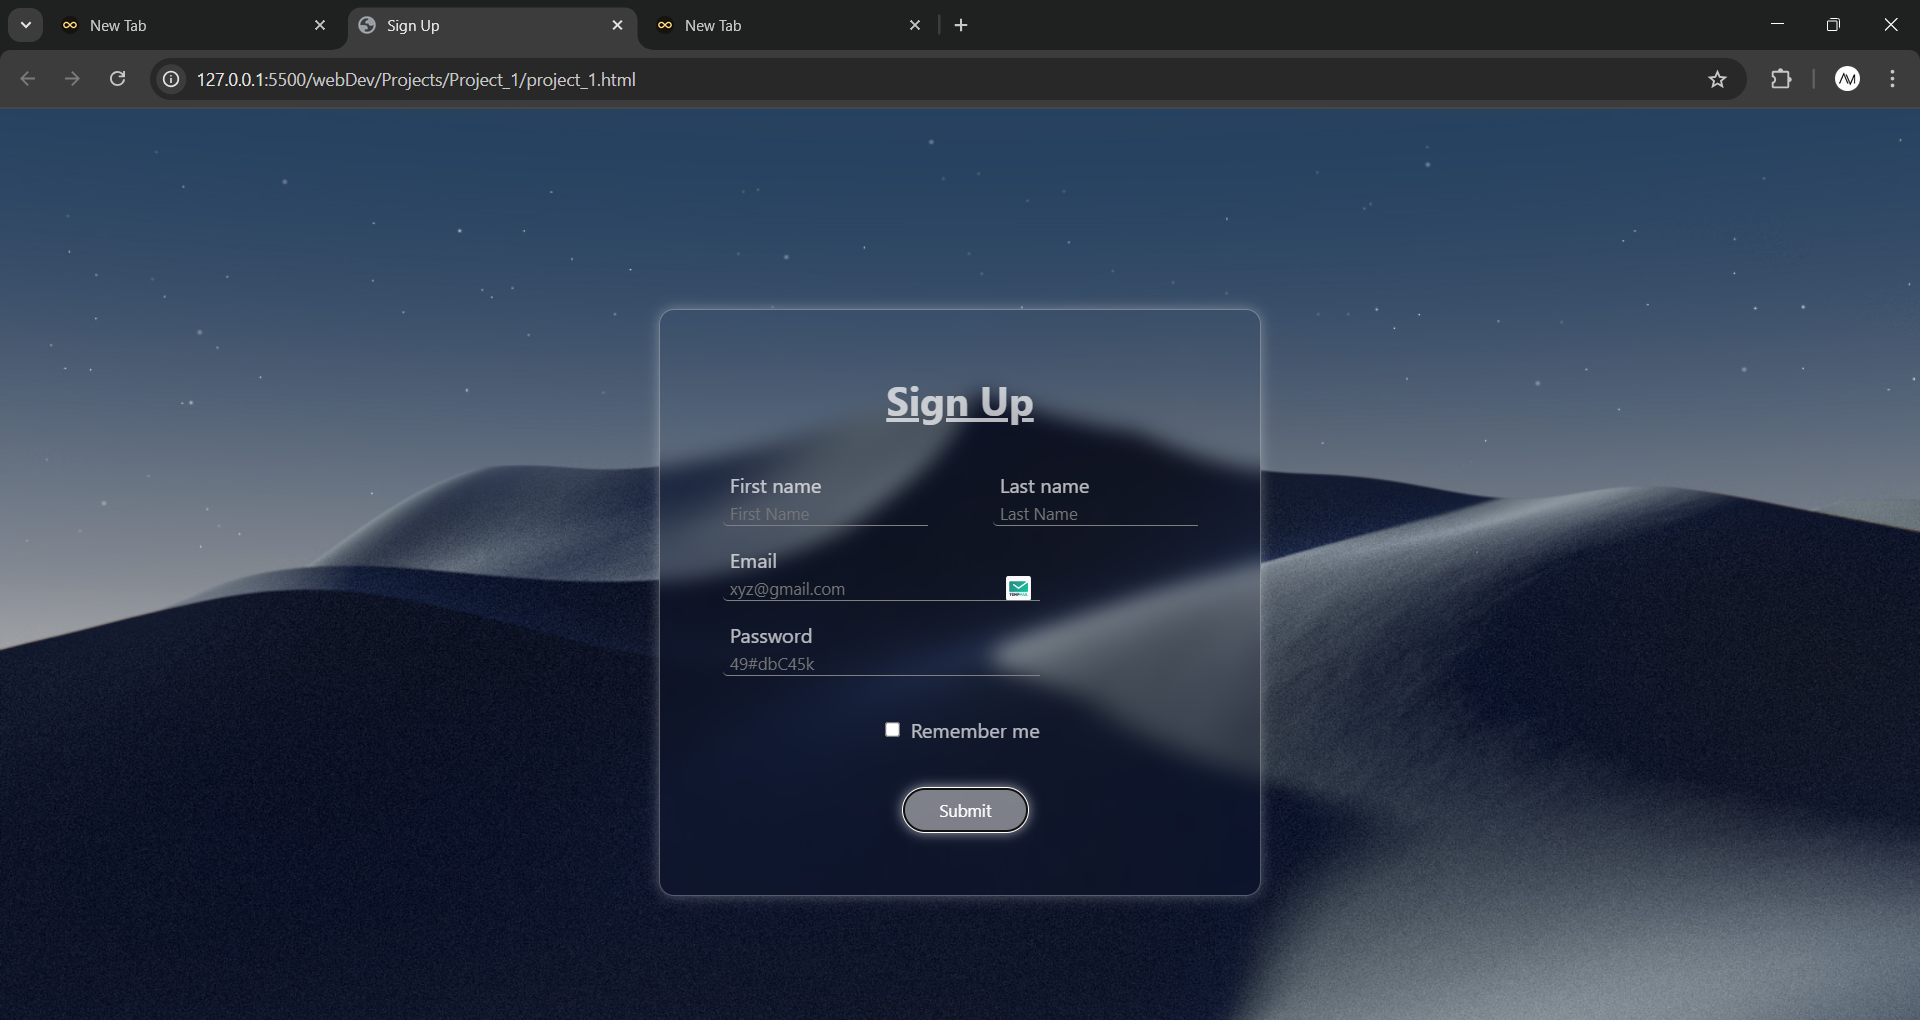 New Tab
Sign Up
New Tab
127.0.0.1:5500/webDev/Projects/Project_1/project_1.html
Sign Up
First name
Last name
First Name
Last Name
Email
xyz@gmail.com
Password
49#dbC45k
Remember me
Submit